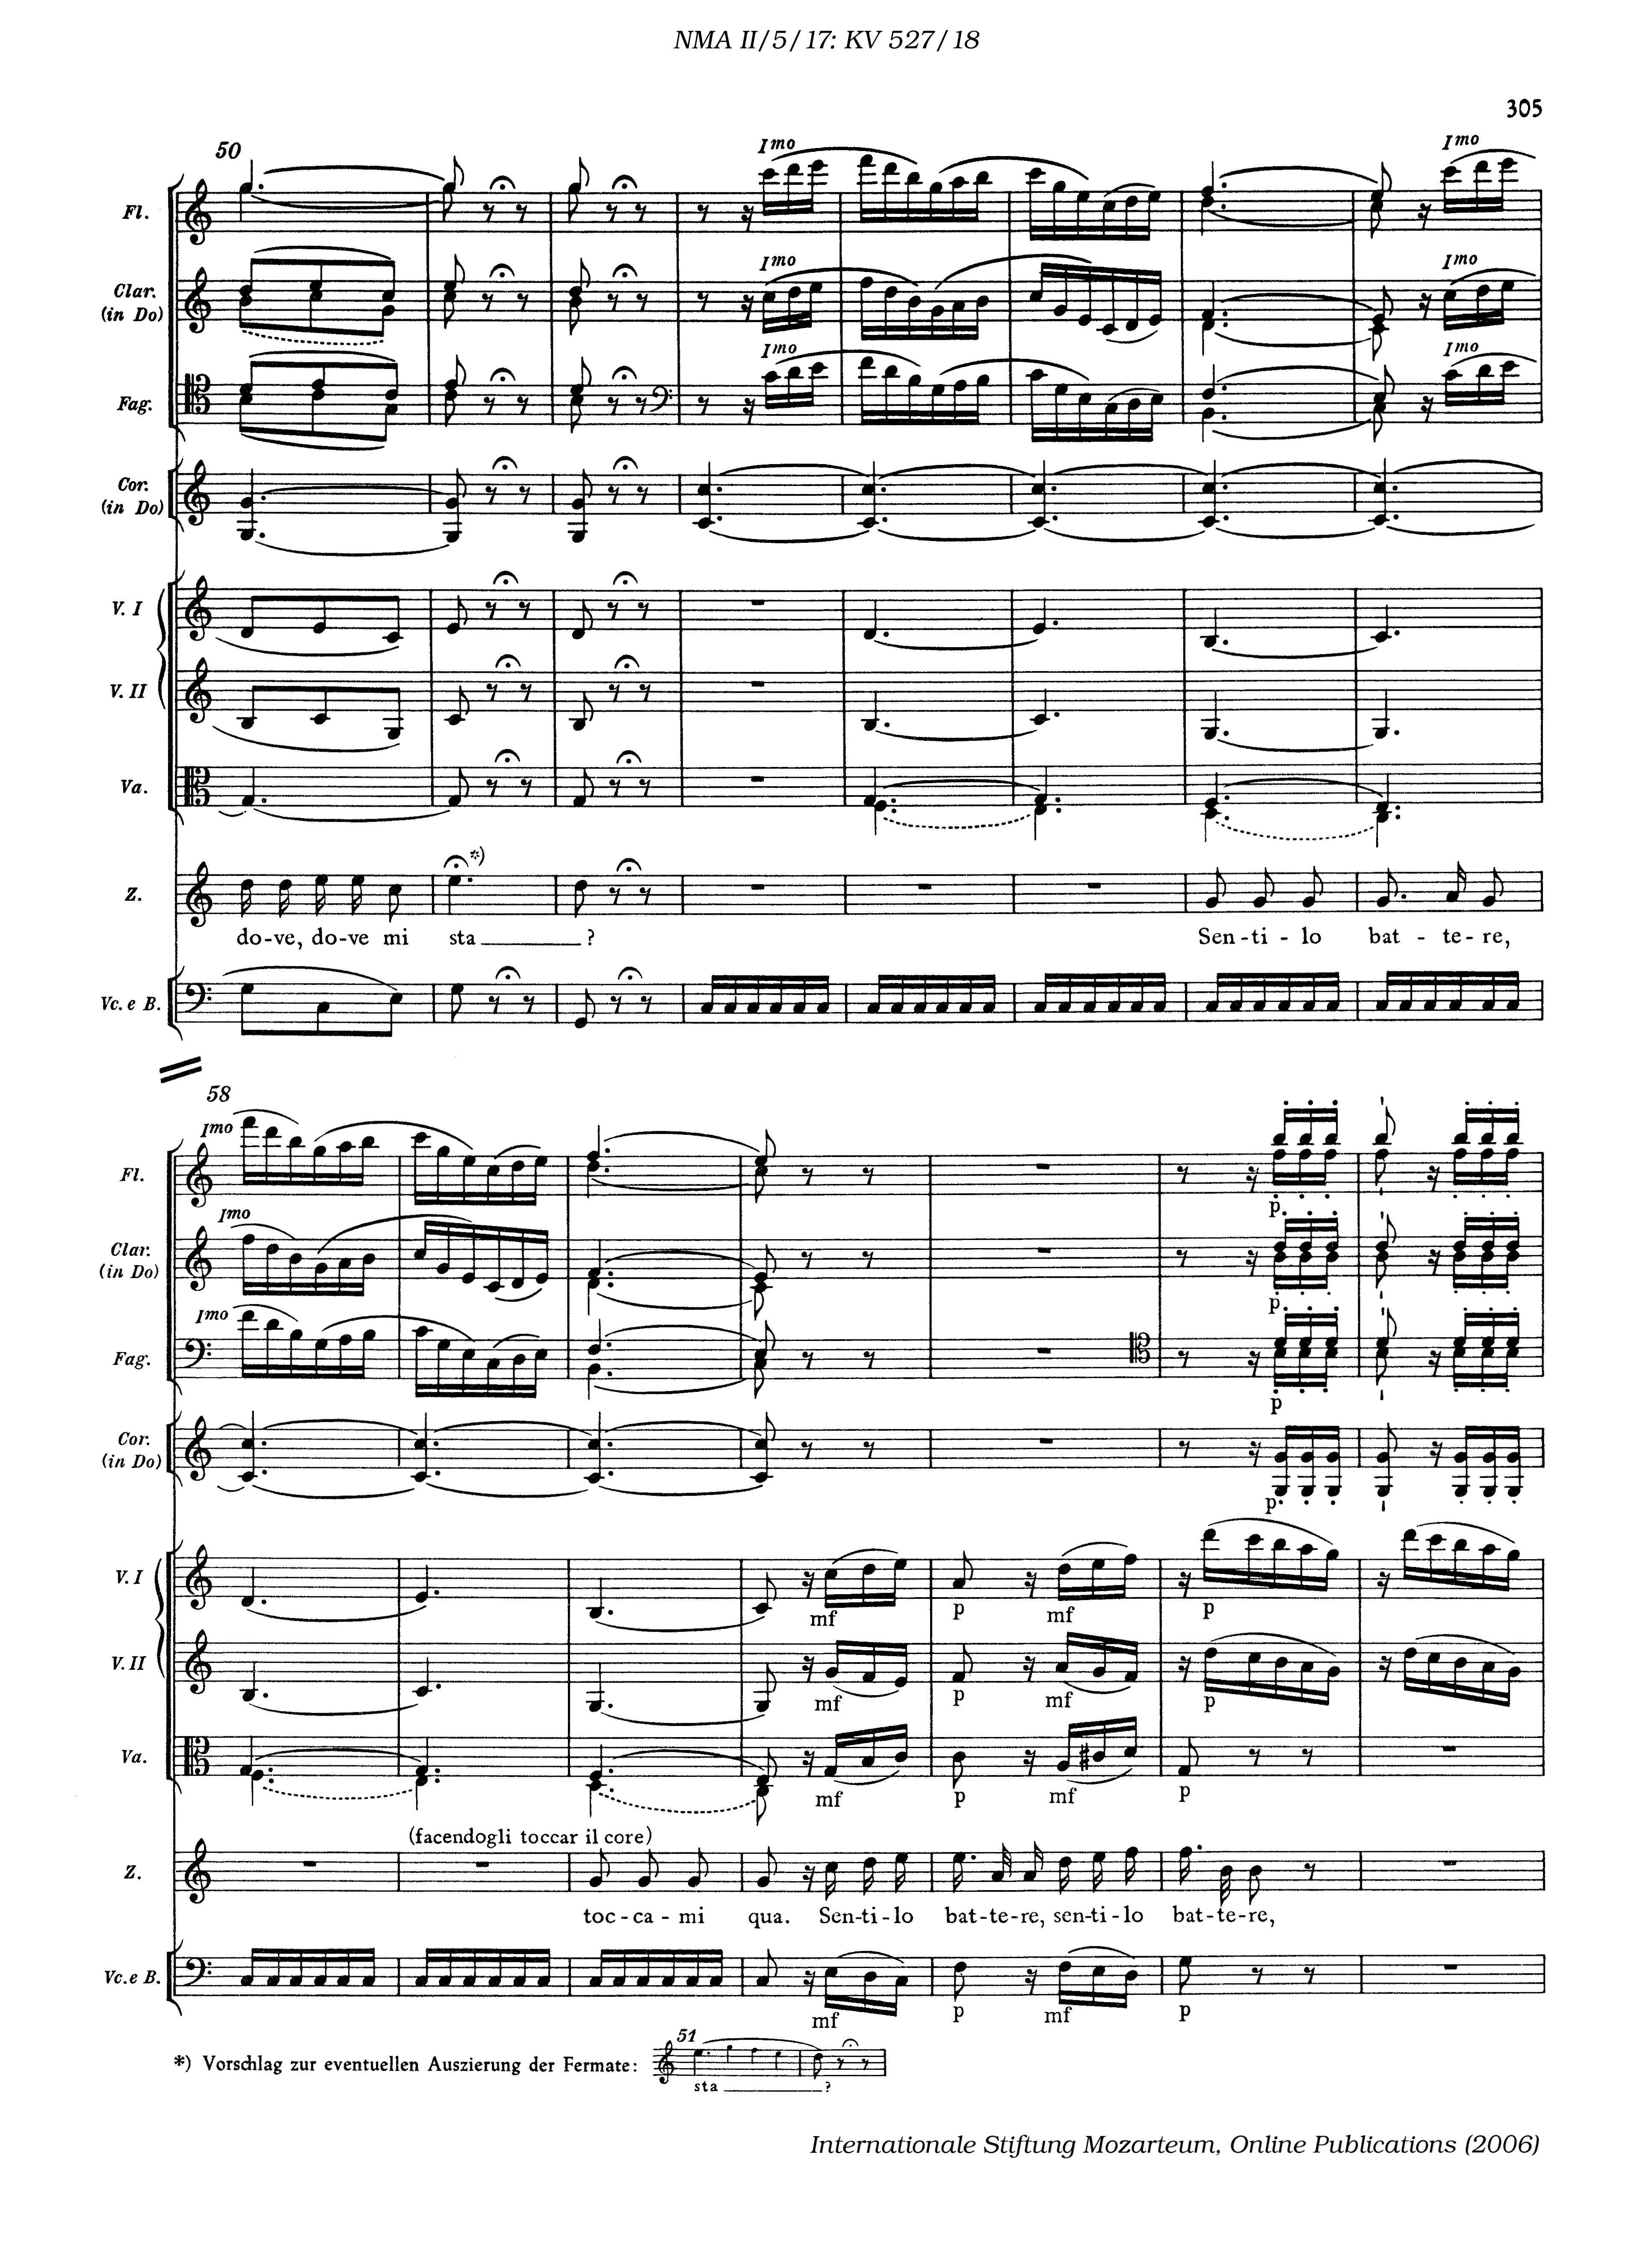 NMA II/5/17: KV 527/18
305
50
Imo
Imo
Fl.
Imo
Imo
Clar.
(in Do)
Imo
Imo
Fag.
Cor.
(in Do)
V. I
V. II
Va.
*)
Z.
do-ve, do-ve mi sta ? Sen-ti-lo bat-te-re,
Vc. e B.
58
Imo
Fl.
p
Imo
Clar.
(in Do)
p
Imo
Fag.
p
Cor.
(in Do)
p
V. I
mf p mf p
V. II
mf p mf p
Va.
mf p mf p
(facendogli toccar il core)
Z.
toc-ca-mi qua. Sen-ti-lo bat-te-re, sen-ti-lo bat-te-re,
Vc. e B.
mf p mf p
51
*) Vorschlag zur eventuellen Auszierung der Fermate:
sta ?
Internationale Stiftung Mozarteum, Online Publications (2006)